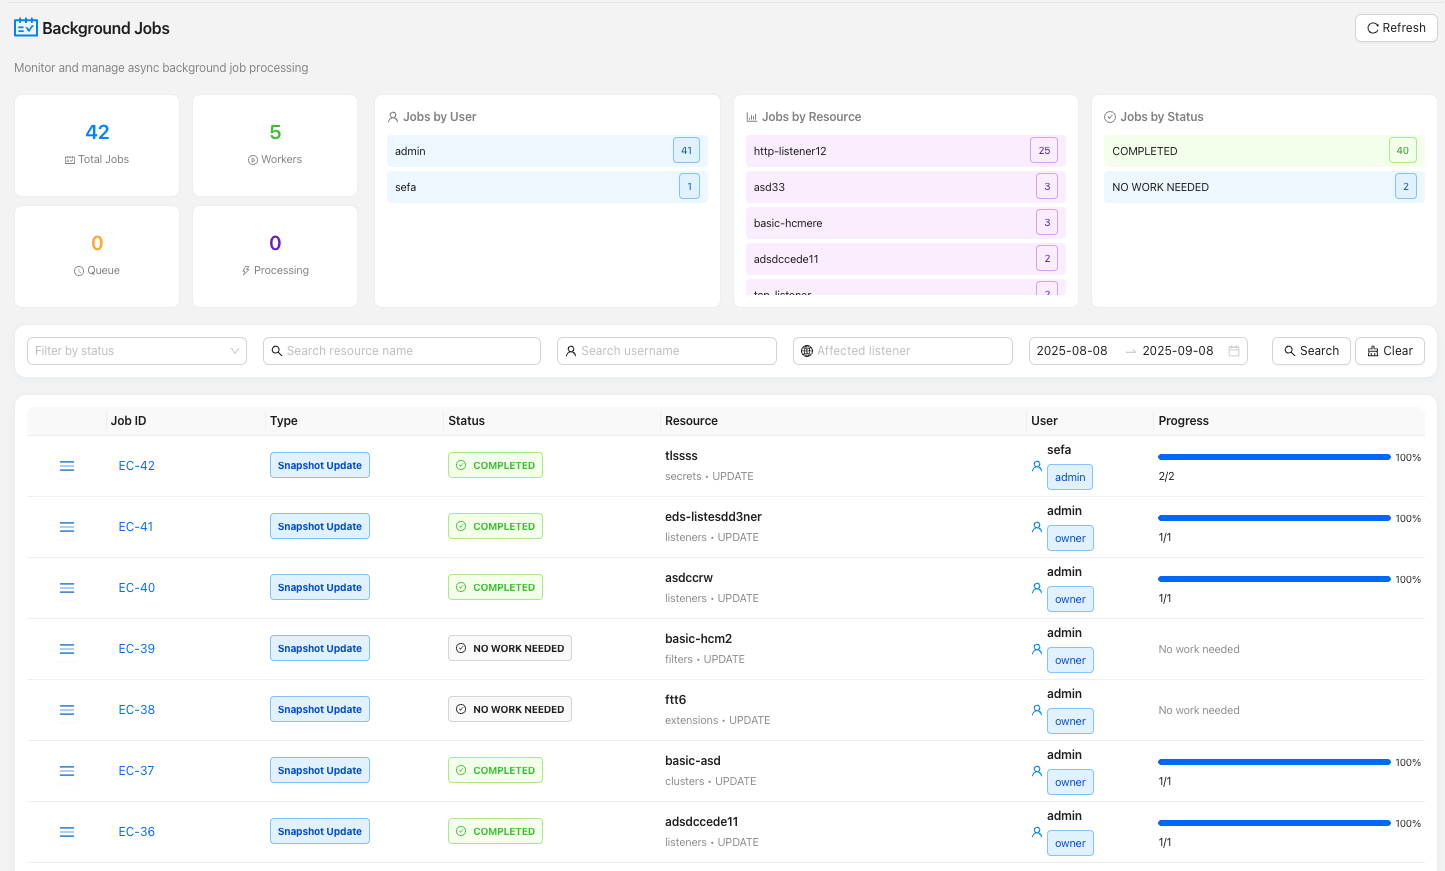 Background Jobs
Refresh
Monitor and manage async background job processing
42
Total Jobs
5
Workers
0
Queue
0
Processing
Jobs by User
admin 41
sefa 1
Jobs by Resource
http-listener12 25
asd33 3
basic-hcmere 3
adsdccede11 2
Jobs by Status
COMPLETED 40
NO WORK NEEDED 2
Filter by status Search resource name Search username Affected listener 2025-08-08 → 2025-09-08 Search Clear
Job ID Type Status Resource User Progress
EC-42 Snapshot Update COMPLETED tlssss sefa 100%
secrets • UPDATE admin 2/2
EC-41 Snapshot Update COMPLETED eds-listesdd3ner admin 100%
listeners • UPDATE owner 1/1
EC-40 Snapshot Update COMPLETED asdccrw admin 100%
listeners • UPDATE owner 1/1
EC-39 Snapshot Update NO WORK NEEDED basic-hcm2 admin No work needed
filters • UPDATE owner
EC-38 Snapshot Update NO WORK NEEDED ftt6 admin No work needed
extensions • UPDATE owner
EC-37 Snapshot Update COMPLETED basic-asd admin 100%
clusters • UPDATE owner 1/1
EC-36 Snapshot Update COMPLETED adsdccede11 admin 100%
listeners • UPDATE owner 1/1